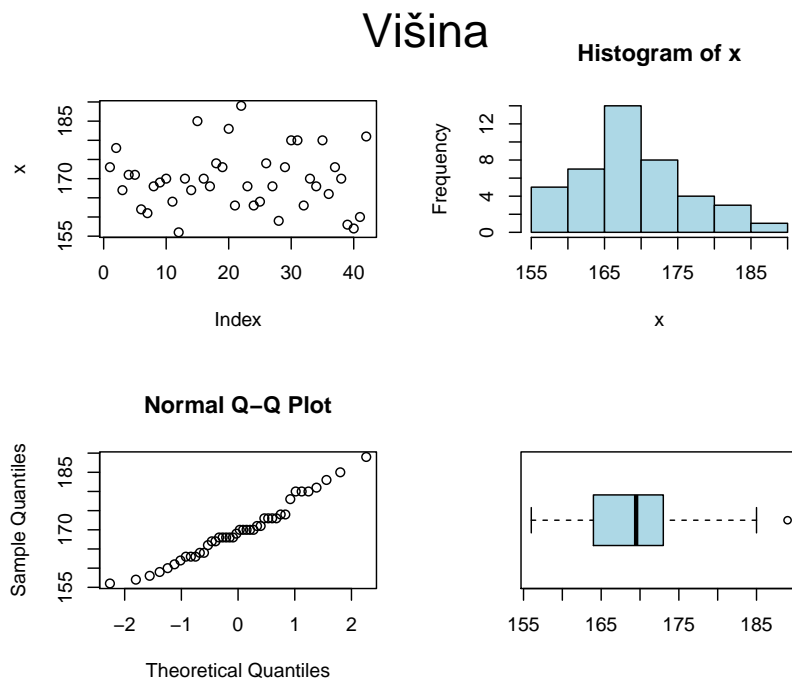 Višina
x
185
170
155
0 10 20 30 40
Index
Histogram of x
Frequency
12
8
4
0
155 165 175 185
x
Normal Q−Q Plot
Sample Quantiles
185
170
155
−2 −1 0 1 2
Theoretical Quantiles
155 165 175 185